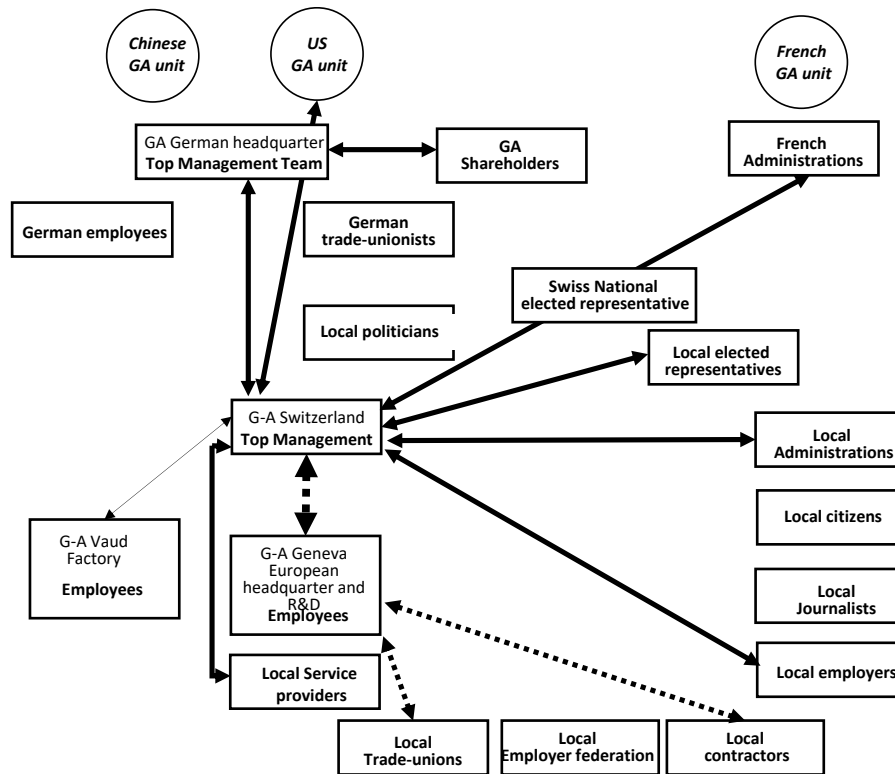 Chinese
GA unit
US
GA unit
French
GA unit
GA German headquarter
Top Management Team
GA
Shareholders
French
Administrations
German employees
German
trade-unionists
Swiss National
elected representative
Local politicians
Local elected
representatives
G-A Switzerland
Top Management
Local
Administrations
G-A Vaud
Factory
Employees
G-A Geneva
European
headquarter and
R&D
Employees
Local citizens
Local
Journalists
Local employers
Local Service
providers
Local
Trade-unions
Local
Employer federation
Local
contractors